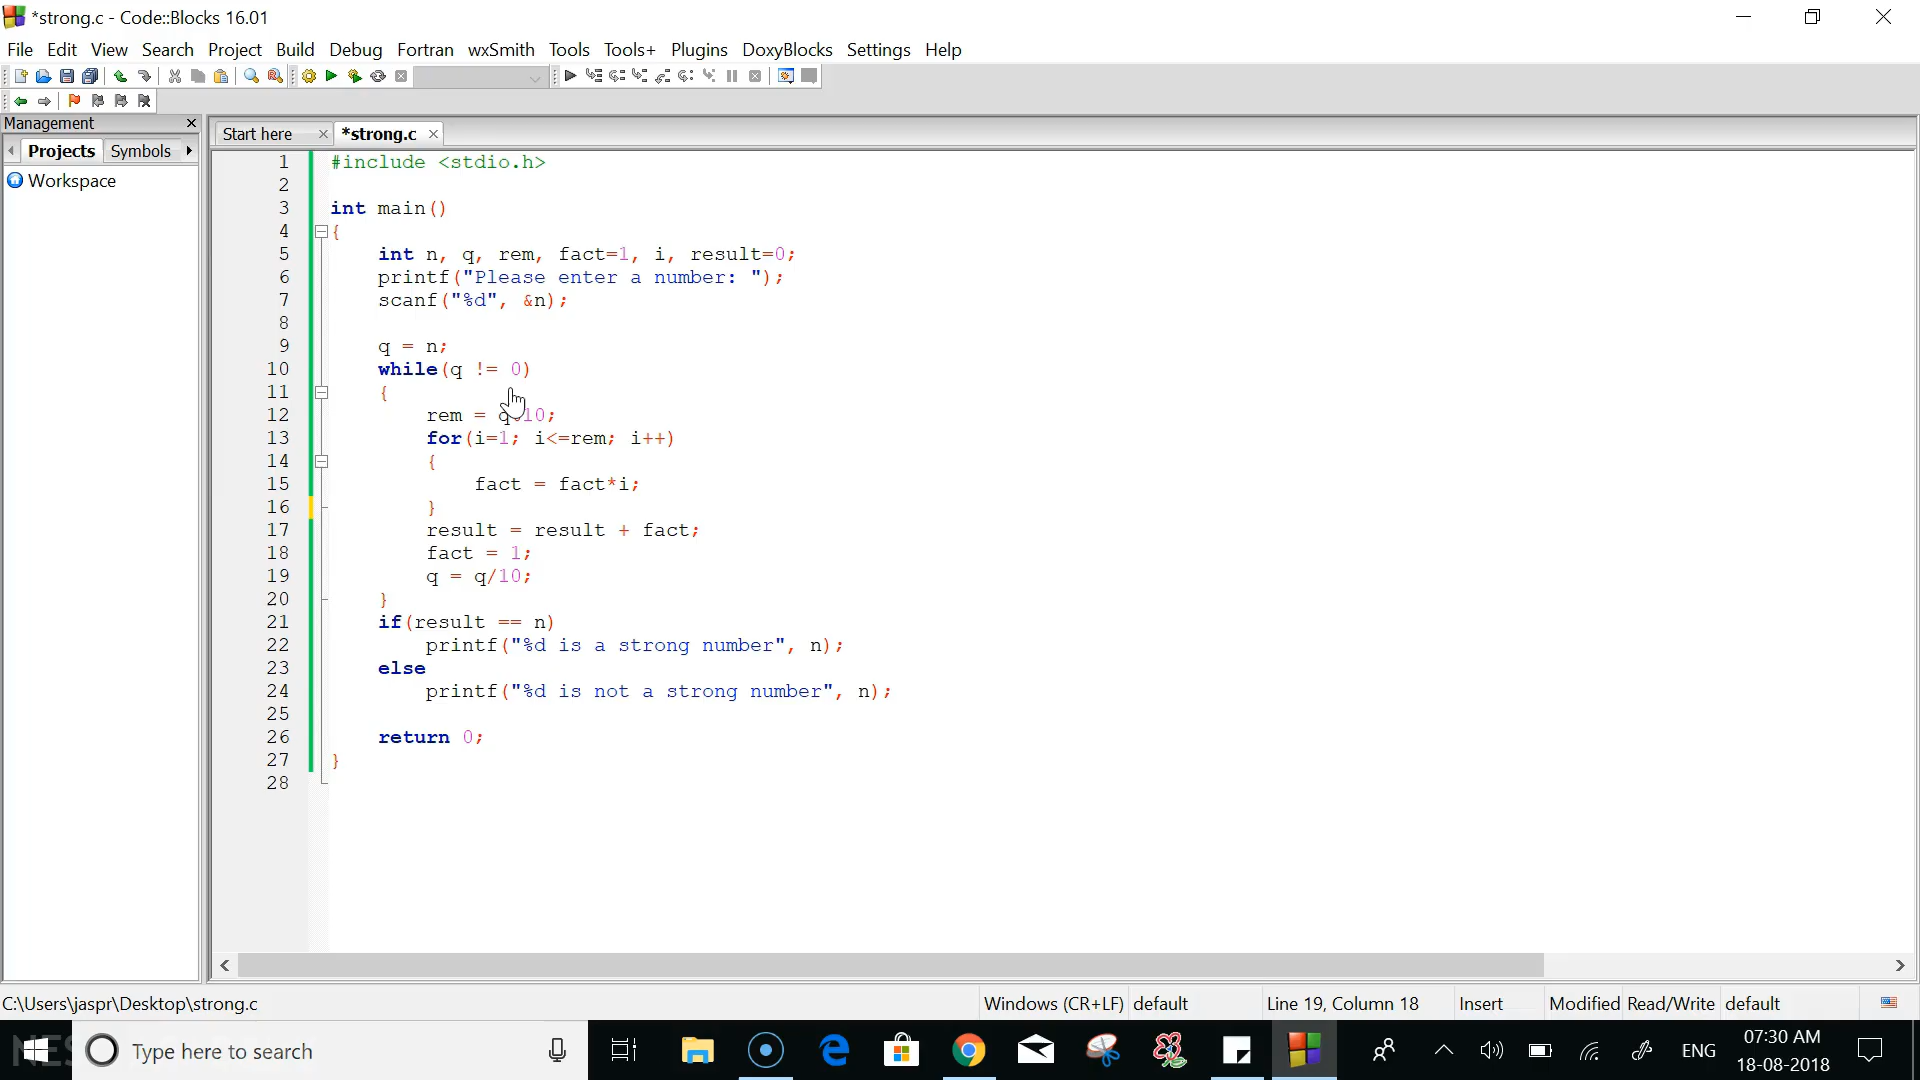 *strong.c - Code::Blocks 16.01
File Edit View Search Project Build Debug Fortran wxSmith Tools Tools+ Plugins DoxyBlocks Settings Help
Management
Projects Symbols
Workspace
Start here *strong.c
1 #include <stdio.h>
2
3 int main()
4 {
5 int n, q, rem, fact=1, i, result=0;
6 printf("Please enter a number: ");
7 scanf("%d", &n);
8
9 q = n;
10 while(q != 0)
11 {
12 rem = q 10;
13 for(i=1; i<=rem; i++)
14 {
15 fact = fact*i;
16 }
17 result = result + fact;
18 fact = 1;
19 q = q/10;
20 }
21 if(result == n)
22 printf("%d is a strong number", n);
23 else
24 printf("%d is not a strong number", n);
25
26 return 0;
27 }
28
C:\Users\jaspr\Desktop\strong.c Windows (CR+LF) default Line 19, Column 18 Insert Modified Read/Write default
Type here to search
ENG
07:30 AM
18-08-2018